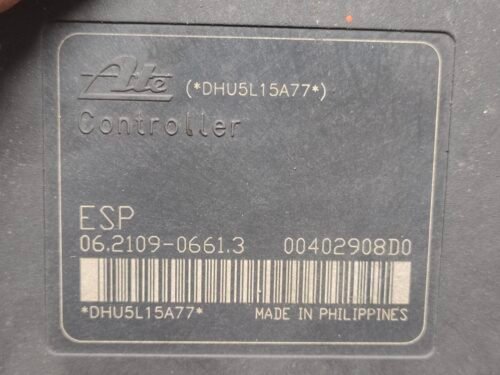 Ate (*DHU5L15A77*)
Controller
ESP
06.2109-0661.3 00402908D0
*DHU5L15A77* MADE IN PHILIPPINES